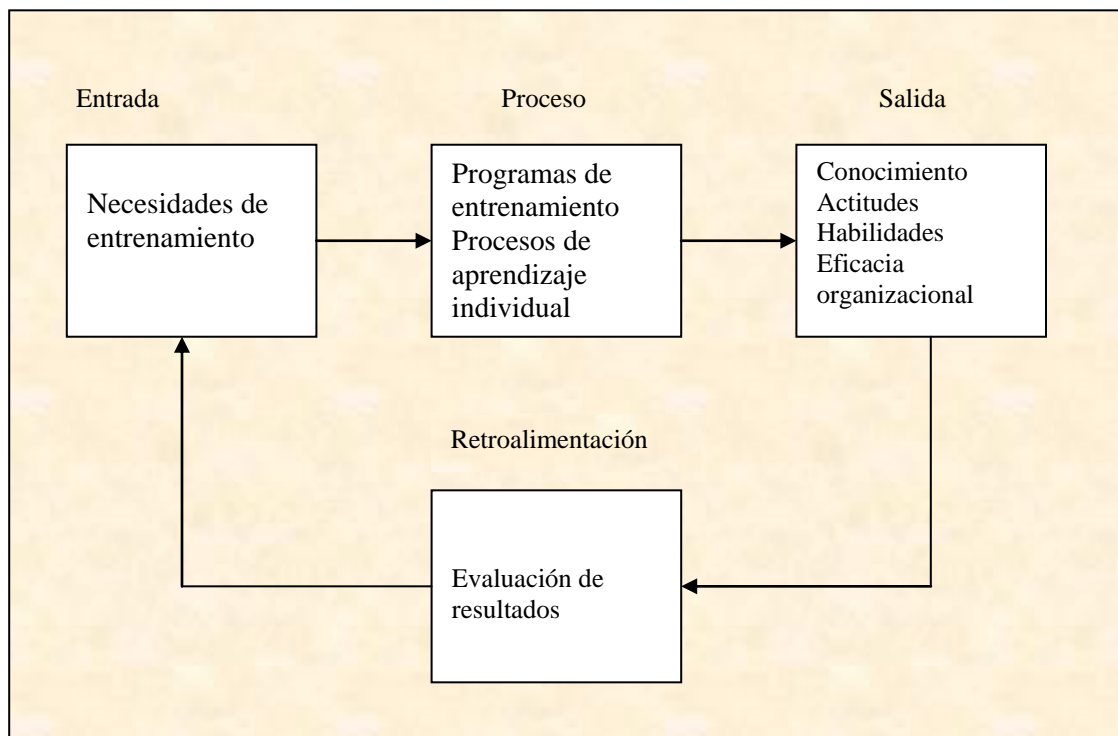 Entrada
Necesidades de
entrenamiento
Proceso
Programas de
entrenamiento
Procesos de
aprendizaje
individual
Salida
Conocimiento
Actitudes
Habilidades
Eficacia
organizacional
Retroalimentación
Evaluación de
resultados